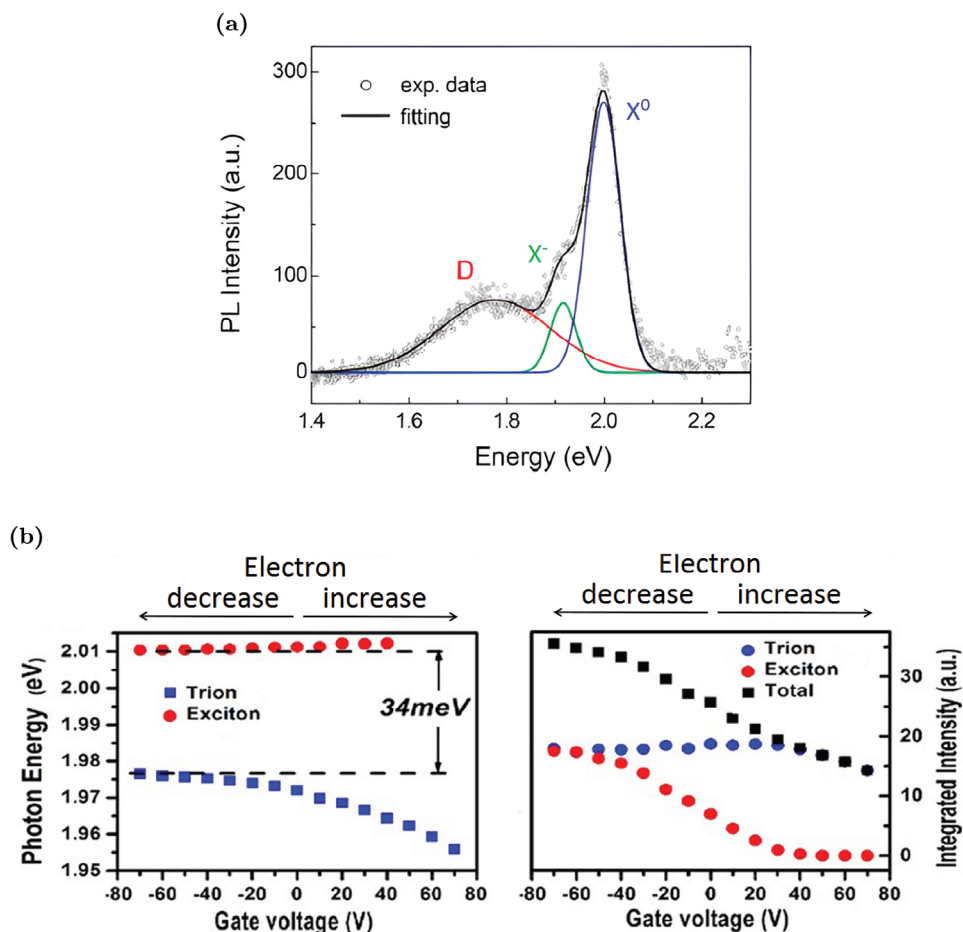 (a)
300
200
100
0
PL Intensity (a.u.)
exp. data
fitting
X⁰
X⁻
D
1.4 1.6 1.8 2.0 2.2
Energy (eV)
(b)
Electron
decrease increase
2.01
2.00
1.99
1.98
1.97
1.96
1.95
Photon Energy (eV)
Trion
Exciton
34meV
-80 -60 -40 -20 0 20 40 60 80
Gate voltage (V)
Electron
decrease increase
Trion
Exciton
Total
30
20
10
0
Integrated Intensity (a.u.)
-80 -60 -40 -20 0 20 40 60 80
Gate voltage (V)